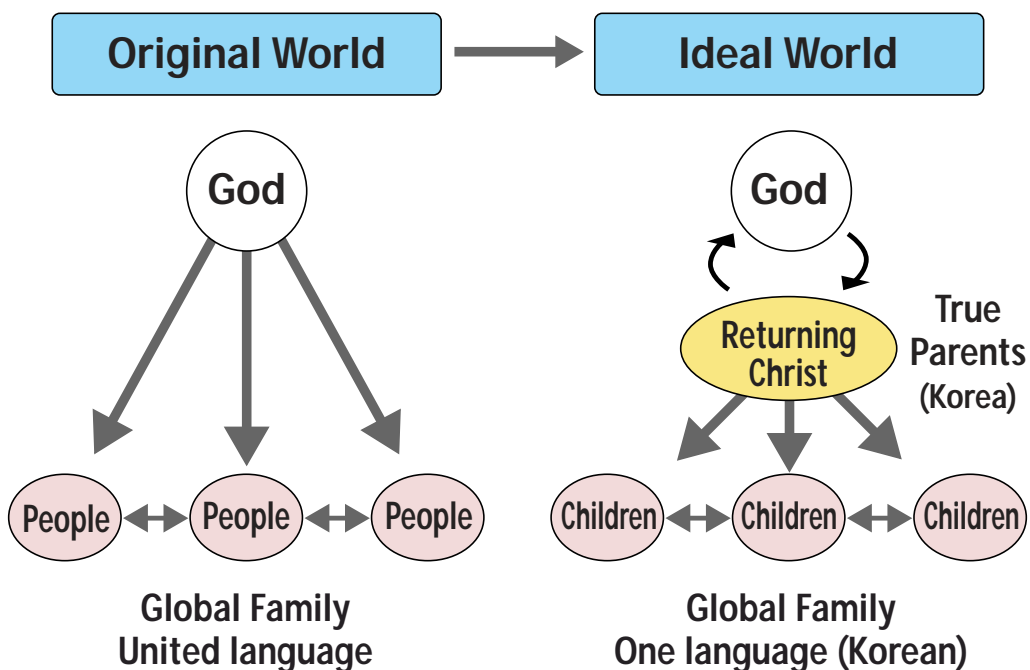 Original World
Ideal World
God
People
People
People
Global Family
United language
God
Returning
Christ
True
Parents
(Korea)
Children
Children
Children
Global Family
One language (Korean)